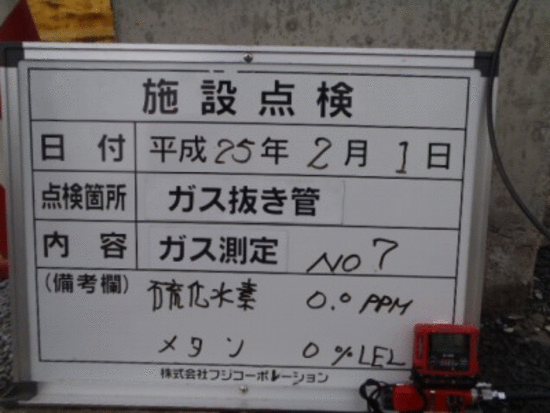 施設点検
日付 平成25年2月1日
点検箇所 ガス抜き管
内容 ガス測定 NO7
(備考欄) 硫化水素 0.0 PPM
メタン 0%LEL
株式会社フジコーポレーション